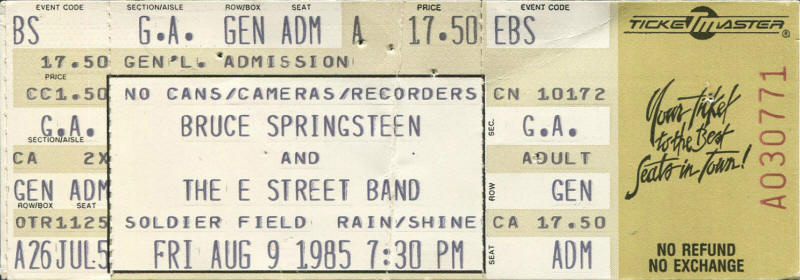 EVENT CODE SECTION/AISLE ROW/BOX SEAT PRICE EVENT CODE
BS G.A. GEN ADM A 17.50 EBS
17.50 GEN'L. ADMISSION
PRICE
CC1.50 NO CANS/CAMERAS/RECORDERS CN 10172
G.A. BRUCE SPRINGSTEEN SEC. G.A.
SECTION/AISLE
CA 2X AND ADULT
GEN ADM THE E STREET BAND ROW GEN
ROW/BOX SEAT
OTR1125 SOLDIER FIELD RAIN/SHINE CA 17.50
A26JUL5 FRI AUG 9 1985 7:30 PM SEAT ADM
TICKETMASTER ®
Your Ticket
to the Best
Seats in Town!
A030771
NO REFUND
NO EXCHANGE